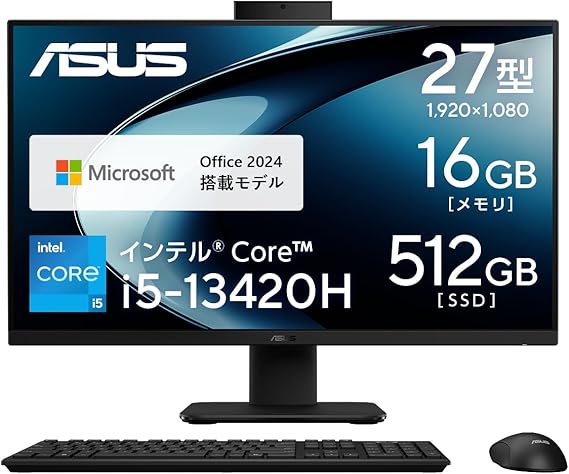 ASUS
27型
1,920×1,080
Microsoft
Office 2024
搭載モデル
16GB
[メモリ]
intel.
CORE
i5
インテル® Core™
i5-13420H
512GB
[SSD]
ASUS
ASUS